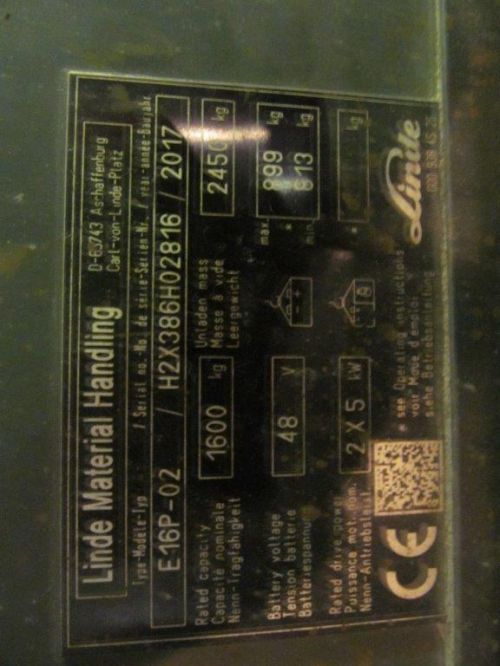 Linde Material Handling
D-63743 Aschaffenburg
Carl-von-Linde-Platz
Type-Modèle-Typ / Serial no.-No. de série-Serien-Nr. / year-année-Baujahr
E16P-02 / H2X386H02816 / 2017
Rated capacity
Capacité nominale
Nenn-Tragfähigkeit
1600 kg
Unladen mass
Masse à vide
Leergewicht
2450 kg
Battery voltage
Tension batterie
Batteriespannung
48 V
max 899 kg
* min 813 kg
Rated drive power
Puissance mot. nom.
Nenn-Antriebsleist.
2 X 5 kW
* kg
CE
* see Operating instructions
voir Mode d'emploi
siehe Betriebsanleitung
Linde